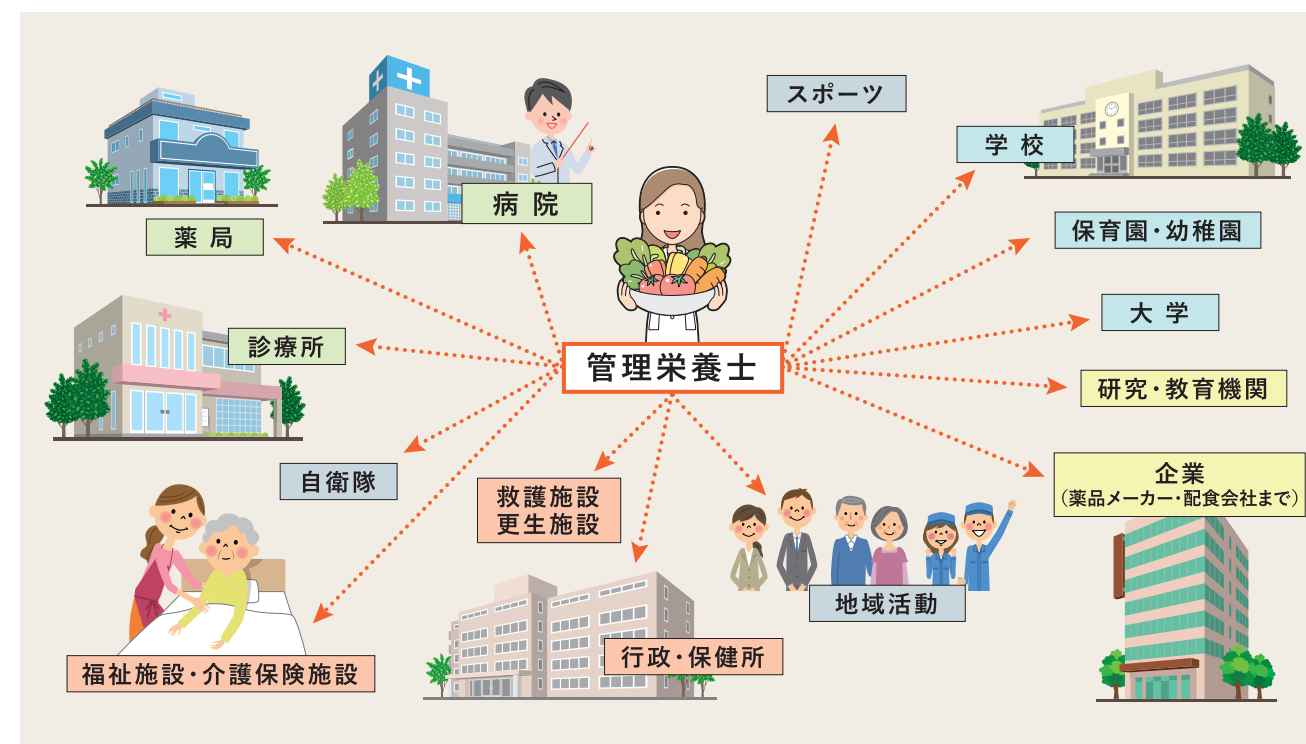 スポーツ
学校
病院
薬局
保育園・幼稚園
大学
診療所
管理栄養士
研究・教育機関
自衛隊
救護施設
更生施設
企業
（薬品メーカー・配食会社まで）
地域活動
行政・保健所
福祉施設・介護保険施設